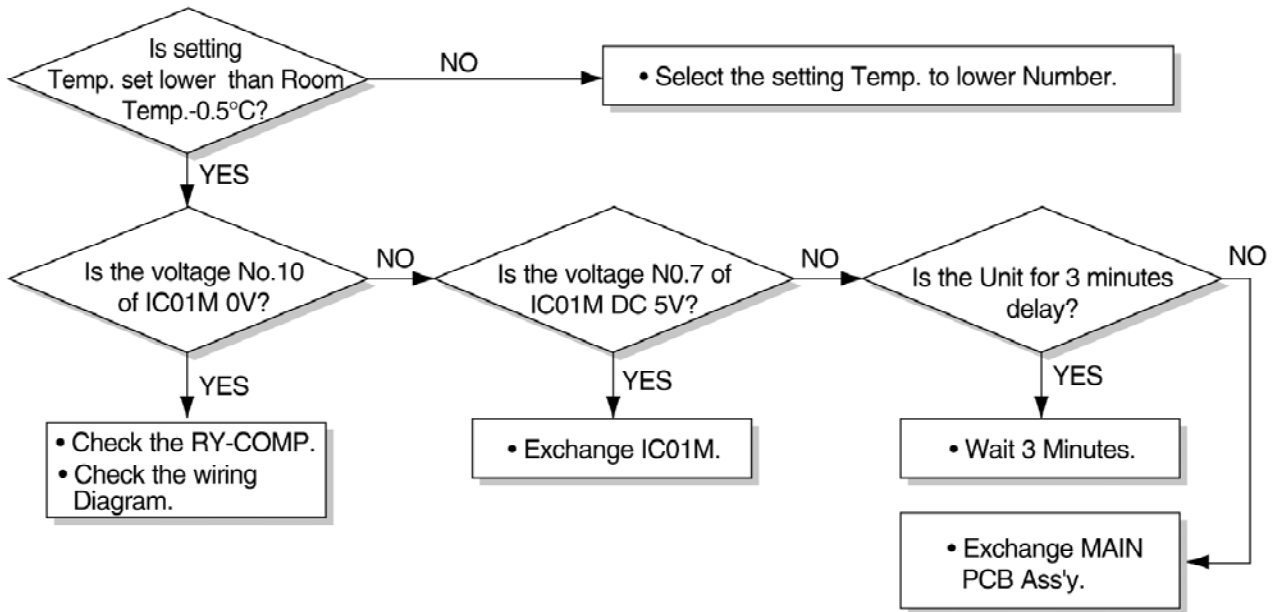 Is setting
Temp. set lower than Room
Temp.-0.5°C?
NO
• Select the setting Temp. to lower Number.
YES
Is the voltage No.10
of IC01M 0V?
NO
Is the voltage N0.7 of
IC01M DC 5V?
NO
Is the Unit for 3 minutes
delay?
NO
YES
• Check the RY-COMP.
• Check the wiring
Diagram.
YES
• Exchange IC01M.
YES
• Wait 3 Minutes.
• Exchange MAIN
PCB Ass'y.